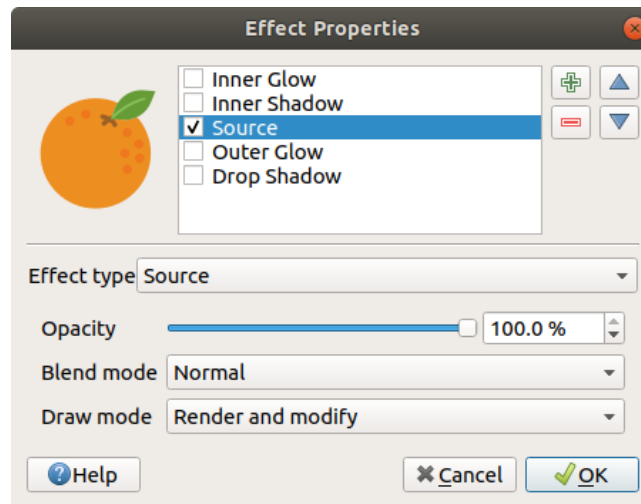 Effect Properties
Inner Glow
Inner Shadow
Source
Outer Glow
Drop Shadow
Effect type Source
Opacity 100.0 %
Blend mode Normal
Draw mode Render and modify
Help Cancel OK